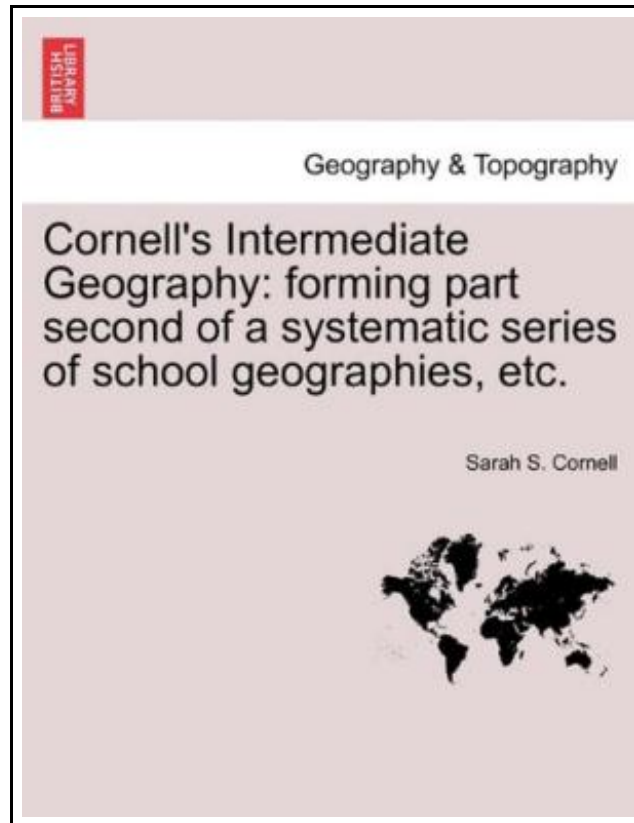 BRITISH
LIBRARY
Geography & Topography
Cornell's Intermediate
Geography: forming part
second of a systematic series
of school geographies, etc.
Sarah S. Cornell